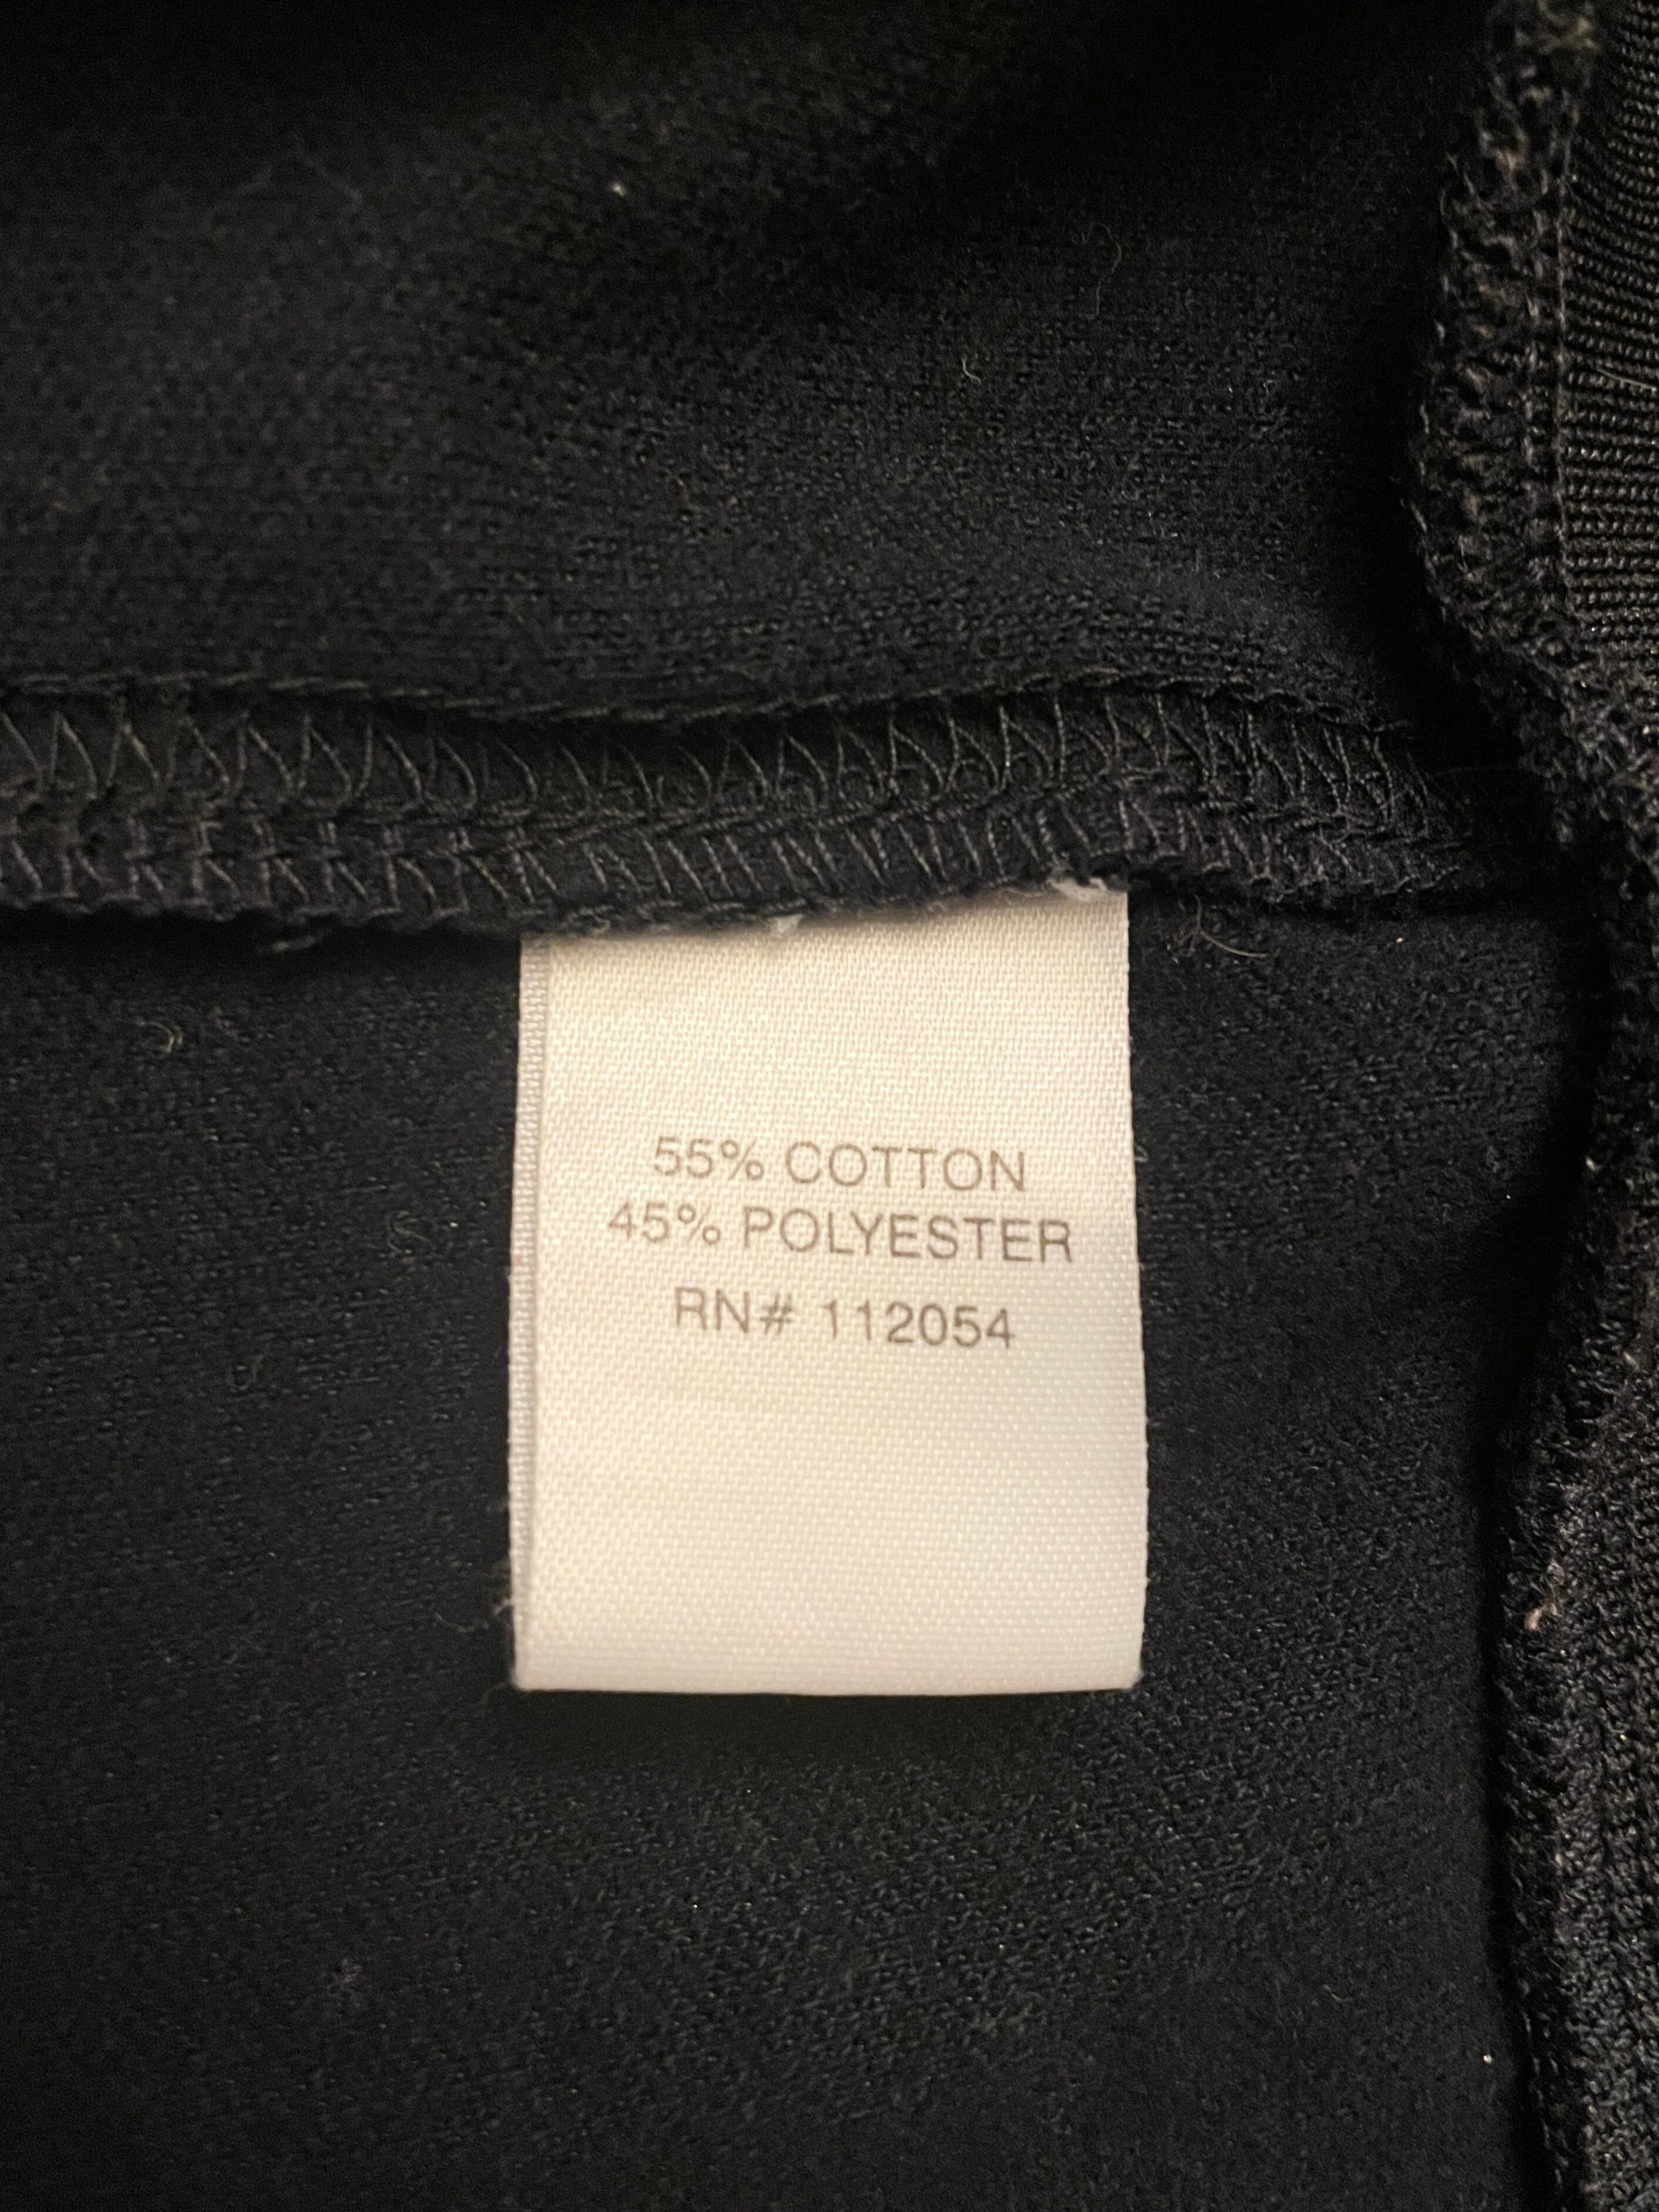 55% COTTON
45% POLYESTER
RN# 112054